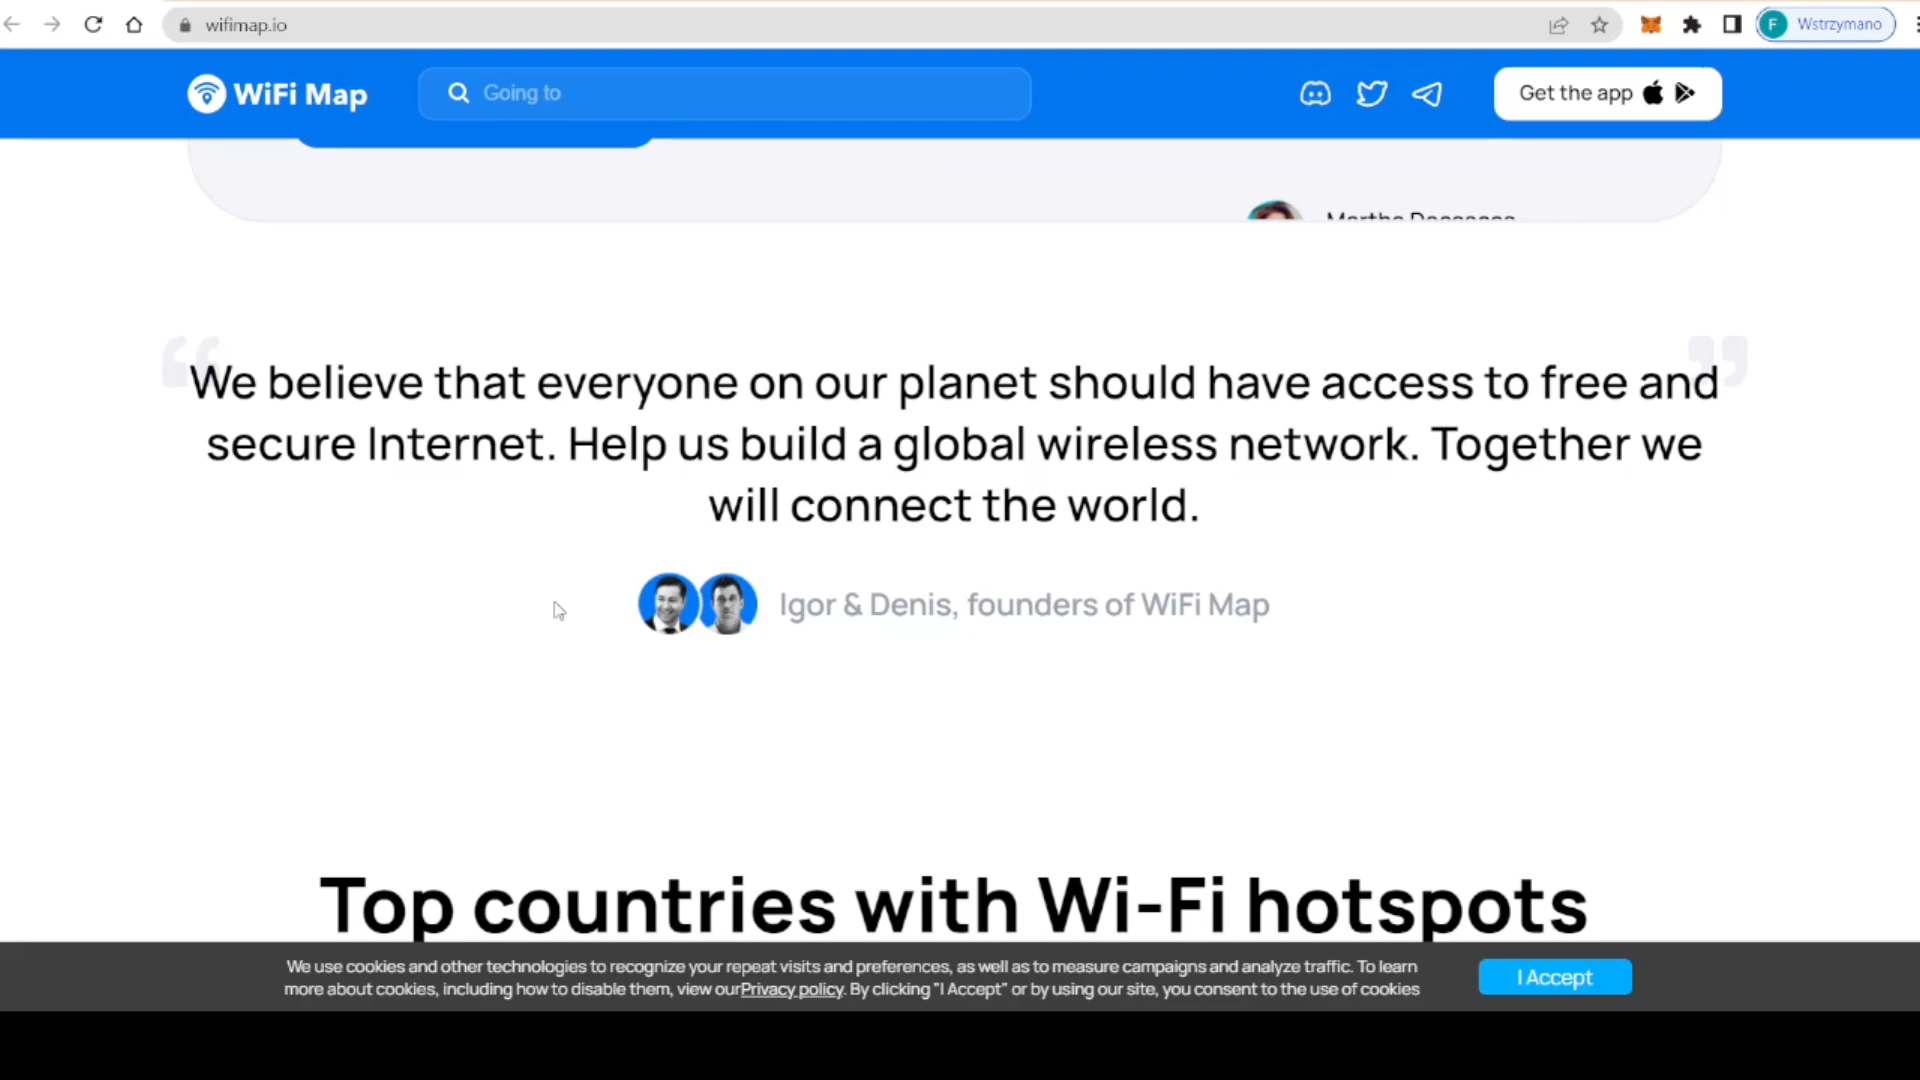 wifimap.io
F
Wstrzymano
WiFi Map
Going to
Get the app
We believe that everyone on our planet should have access to free and
secure Internet. Help us build a global wireless network. Together we
will connect the world.
Igor & Denis, founders of WiFi Map
Top countries with Wi-Fi hotspots
We use cookies and other technologies to recognize your repeat visits and preferences, as well as to measure campaigns and analyze traffic. To learn
more about cookies, including how to disable them, view ourPrivacy policy. By clicking "I Accept" or by using our site, you consent to the use of cookies
I Accept